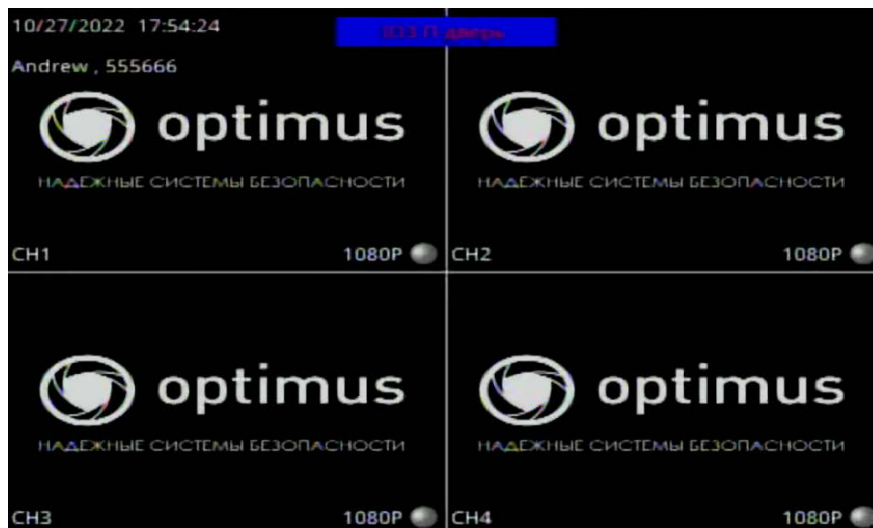 10/27/2022 17:54:24
дверь
Andrew , 555666
optimus
НАДЕЖНЫЕ СИСТЕМЫ БЕЗОПАСНОСТИ
CH1 1080P
optimus
НАДЕЖНЫЕ СИСТЕМЫ БЕЗОПАСНОСТИ
CH2 1080P
optimus
НАДЕЖНЫЕ СИСТЕМЫ БЕЗОПАСНОСТИ
CH3 1080P
optimus
НАДЕЖНЫЕ СИСТЕМЫ БЕЗОПАСНОСТИ
CH4 1080P